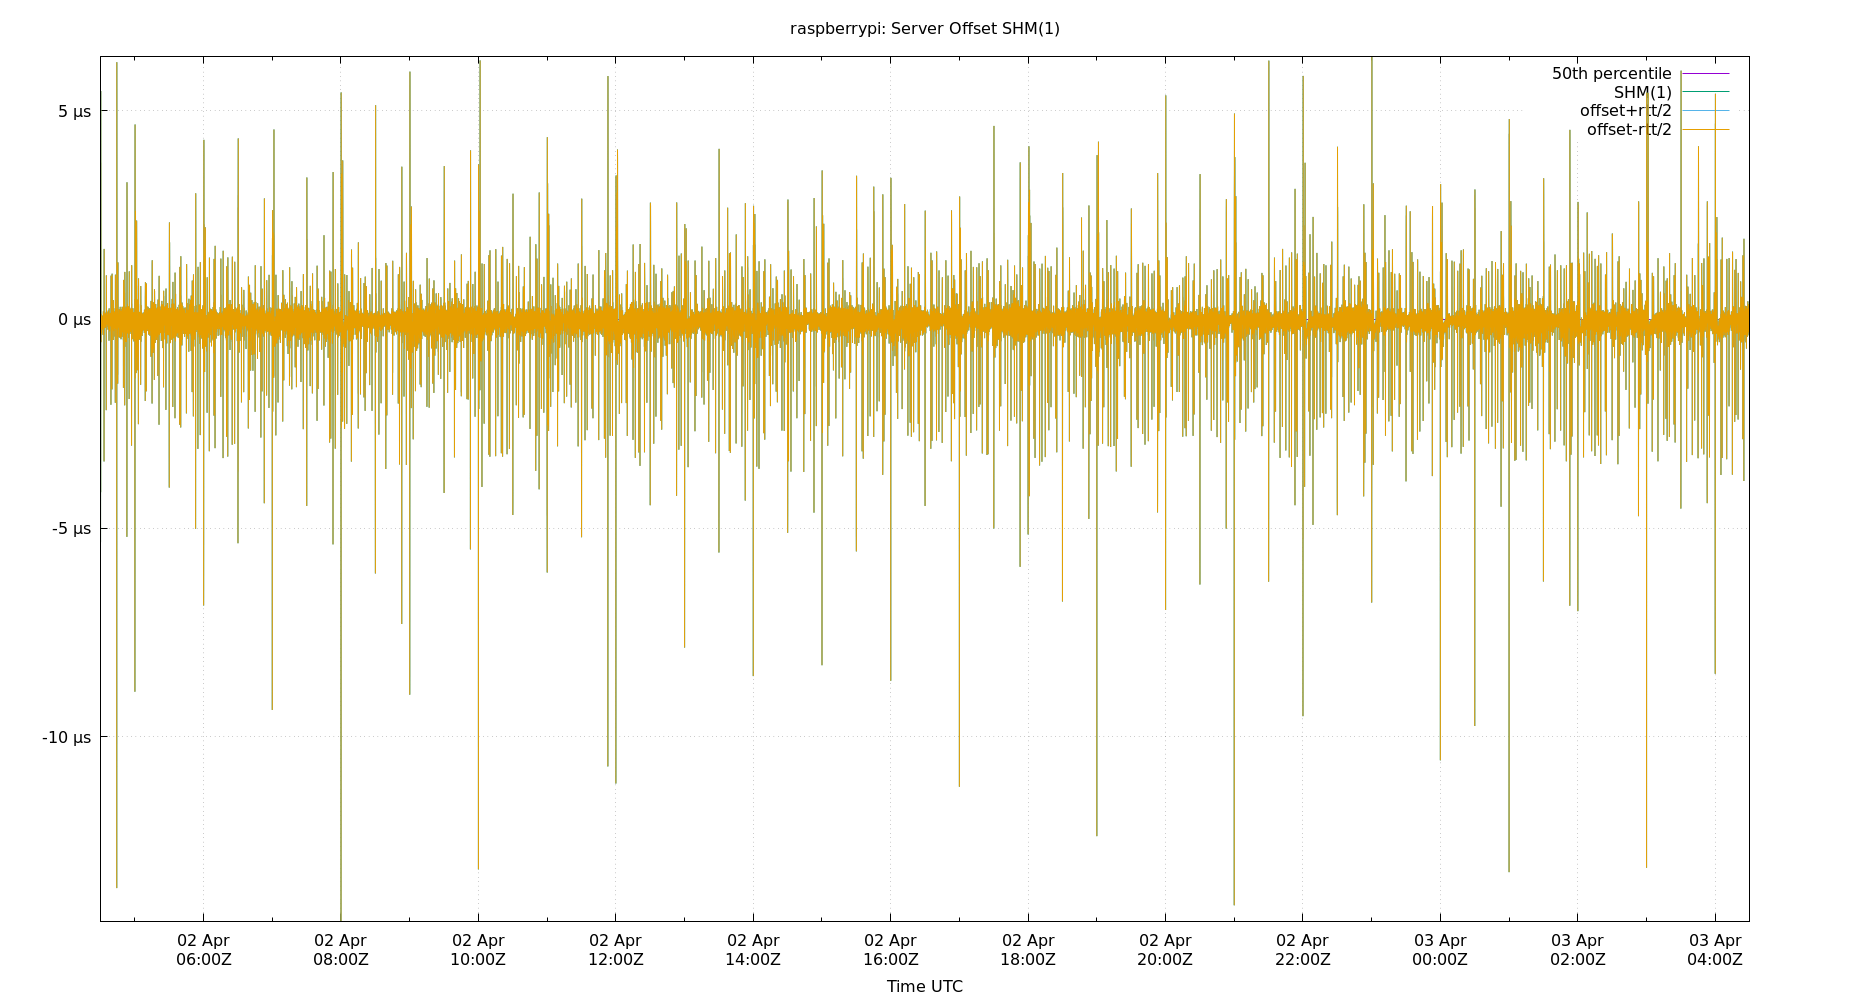 raspberrypi: Server Offset SHM(1)
50th percentile
SHM(1)
offset+rtt/2
offset-rtt/2
5 µs
0 µs
-5 µs
-10 µs
02 Apr 02 Apr 02 Apr 02 Apr 02 Apr 02 Apr 02 Apr 02 Apr 02 Apr 03 Apr 03 Apr 03 Apr
06:00Z 08:00Z 10:00Z 12:00Z 14:00Z 16:00Z 18:00Z 20:00Z 22:00Z 00:00Z 02:00Z 04:00Z
Time UTC